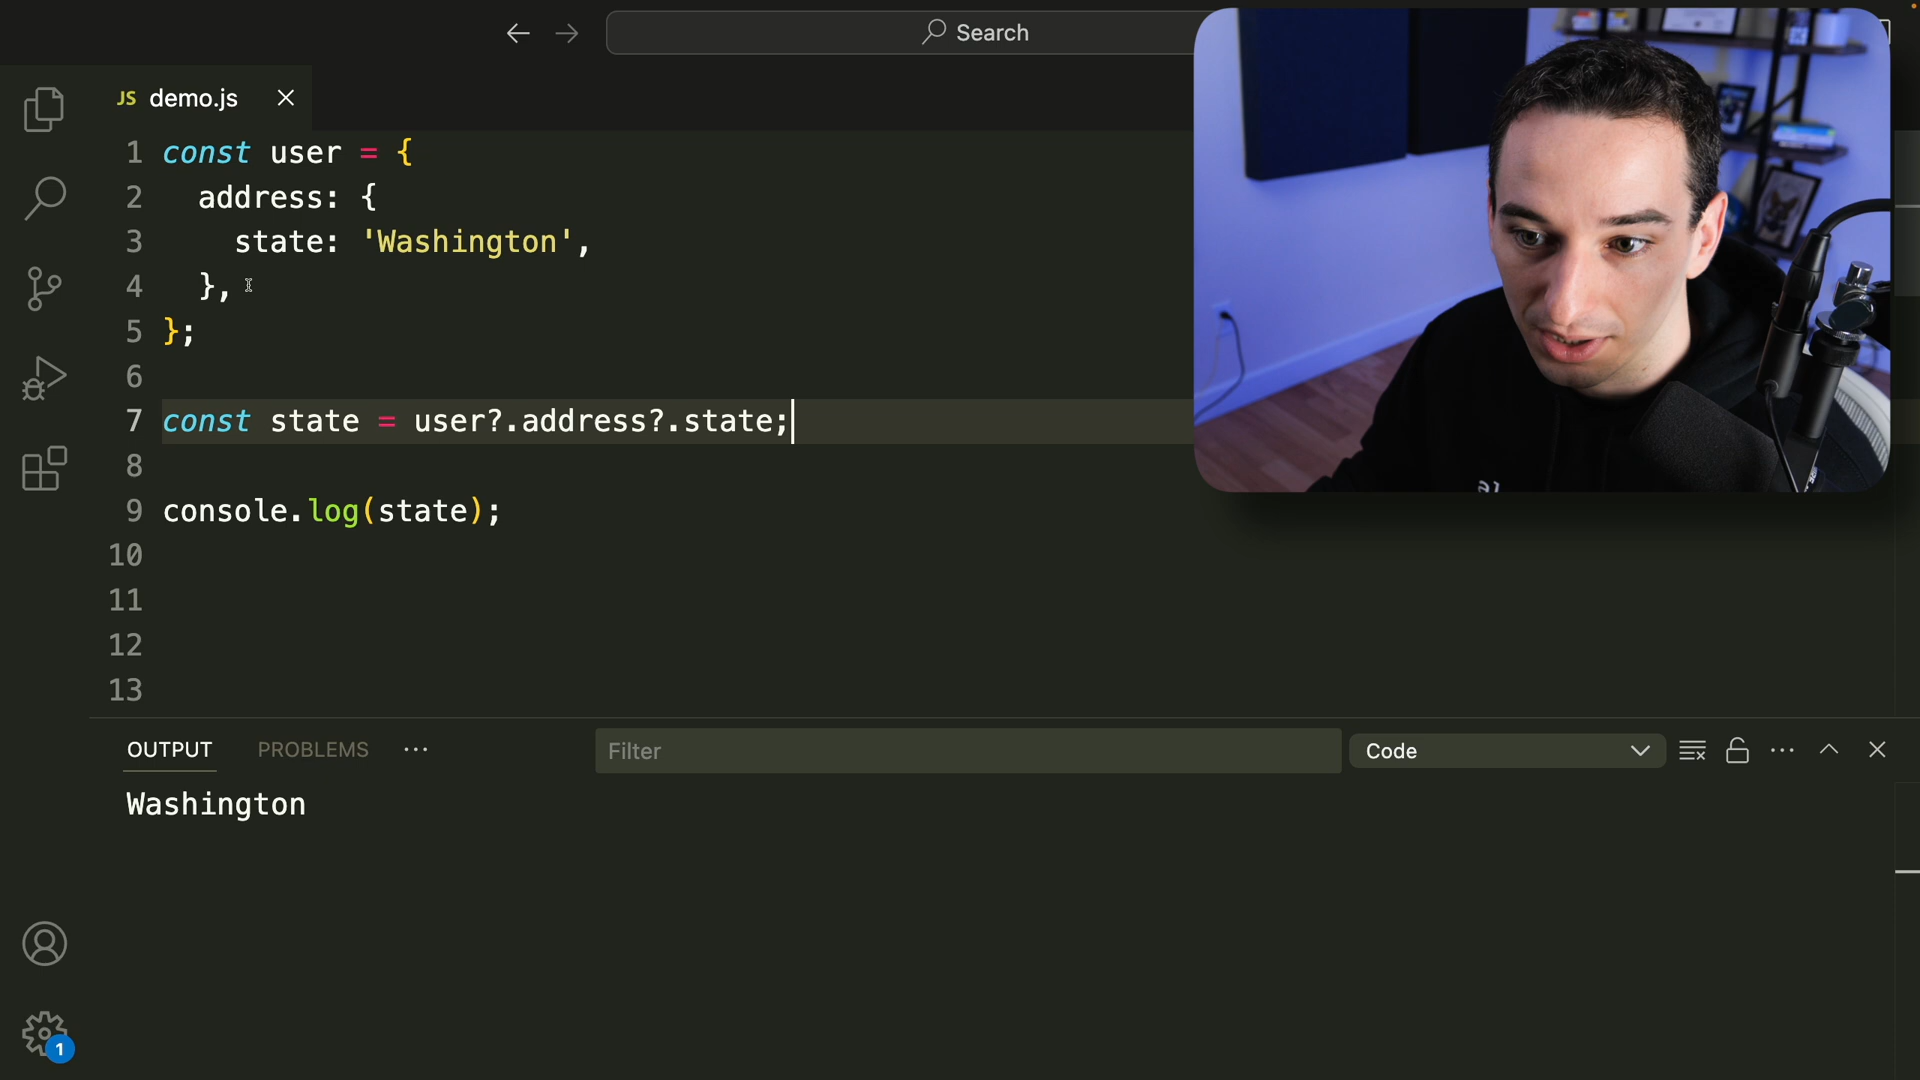 Search
JS demo.js
1 const user = {
2 address: {
3 state: 'Washington',
4 },
5 };
6
7 const state = user?.address?.state;
8
9 console.log(state);
10
11
12
13
OUTPUT PROBLEMS ··· Filter Code ···
Washington
1